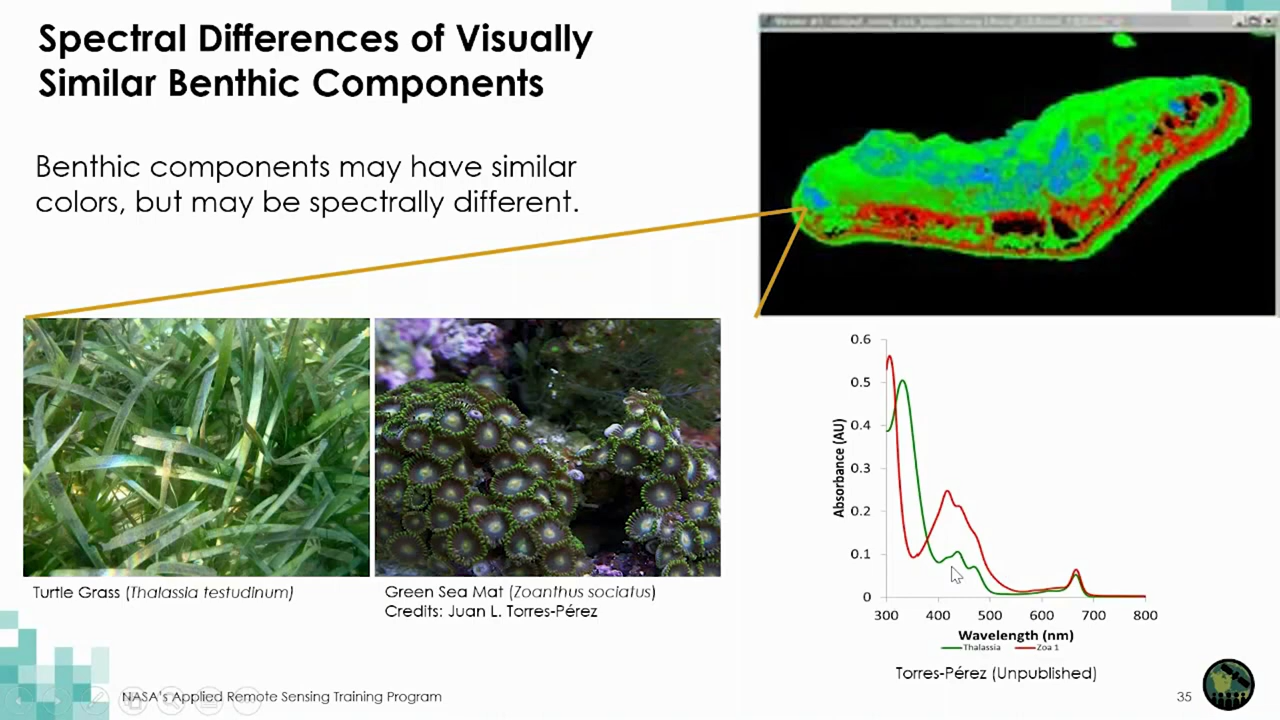 Spectral Differences of Visually
Similar Benthic Components
Benthic components may have similar
colors, but may be spectrally different.
Turtle Grass (Thalassia testudinum)
Green Sea Mat (Zoanthus sociatus)
Credits: Juan L. Torres-Pérez
0.6
0.5
0.4
0.3
0.2
0.1
0
Absorbance (AU)
300 400 500 600 700 800
Wavelength (nm)
Thalassia Zoa 1
Torres-Pérez (Unpublished)
NASA's Applied Remote Sensing Training Program
35